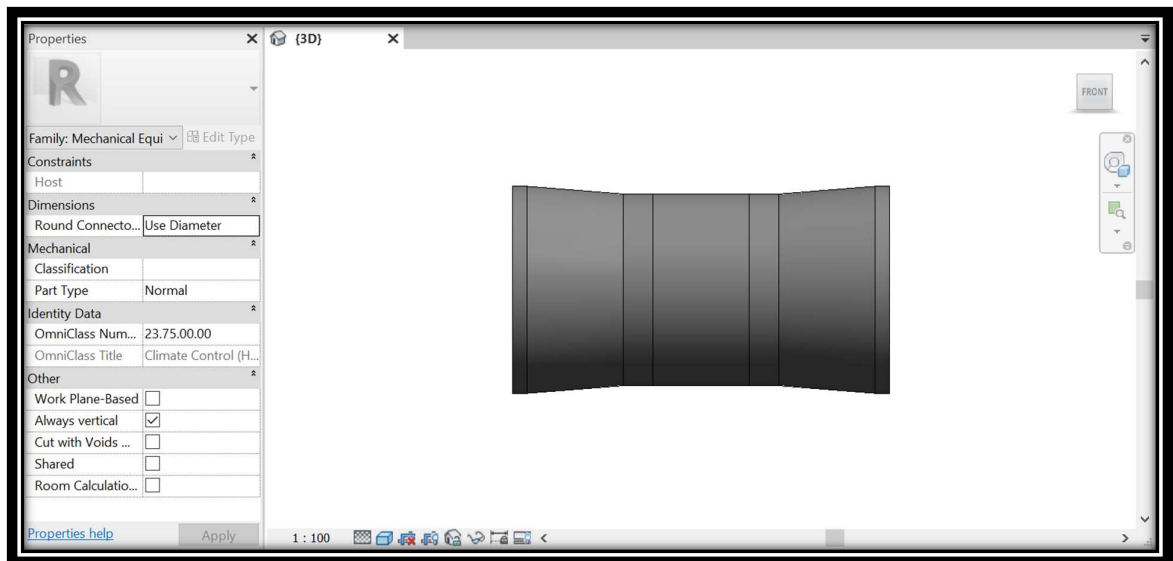 Properties
{3D}
R
Family: Mechanical Equi
Edit Type
Constraints
Host
Dimensions
Round Connecto... Use Diameter
Mechanical
Classification
Part Type Normal
Identity Data
OmniClass Num... 23.75.00.00
OmniClass Title Climate Control (H...
Other
Work Plane-Based
Always vertical
Cut with Voids ...
Shared
Room Calculatio...
Properties help
Apply
1 : 100
FRONT